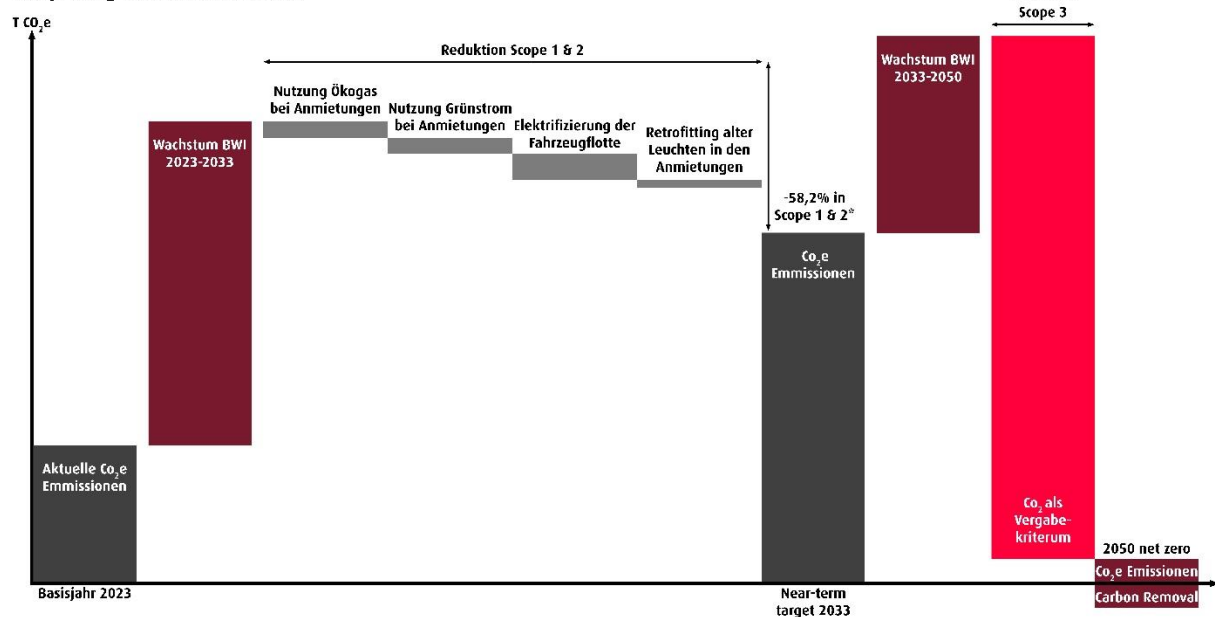 T CO₂e
Scope 3
Reduktion Scope 1 & 2
Wachstum BWI
2033-2050
Nutzung Ökogas
bei Anmietungen
Nutzung Grünstrom
bei Anmietungen
Elektrifizierung der
Fahrzeugflotte
Retrofitting alter
Leuchten in den
Anmietungen
Wachstum BWI
2023-2033
-58,2% in
Scope 1 & 2*
Co₂e
Emmissionen
Aktuelle Co₂e
Emmissionen
Co₂ als
Vergabe-
kriterum
2050 net zero
Co₂e Emissionen
Carbon Removal
Basisjahr 2023
Near-term
target 2033